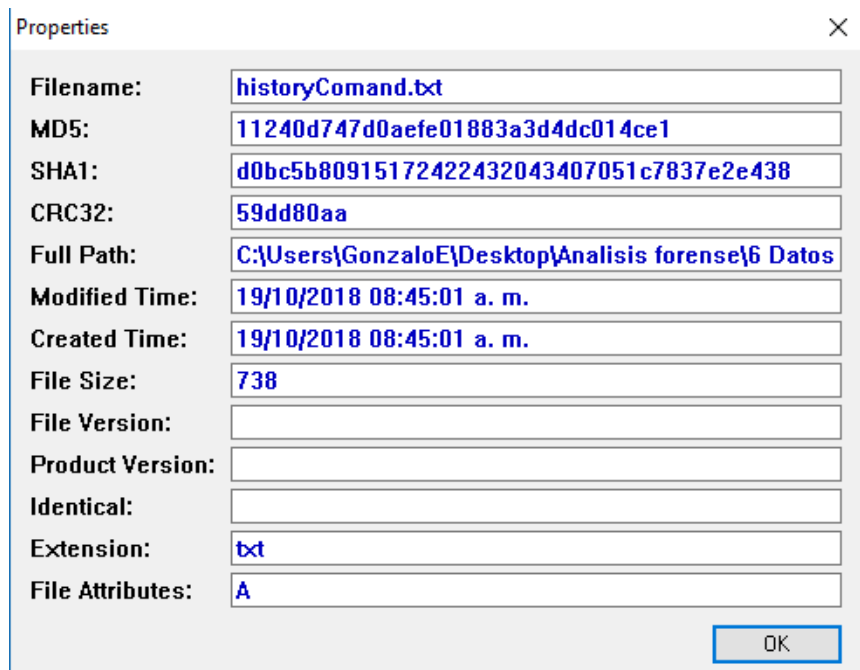 Properties
Filename: historyComand.txt
MD5: 11240d747d0aefe01883a3d4dc014ce1
SHA1: d0bc5b80915172422432043407051c7837e2e438
CRC32: 59dd80aa
Full Path: C:\Users\GonzaloE\Desktop\Analisis forense\6 Datos
Modified Time: 19/10/2018 08:45:01 a. m.
Created Time: 19/10/2018 08:45:01 a. m.
File Size: 738
File Version:
Product Version:
Identical:
Extension: txt
File Attributes: A
OK